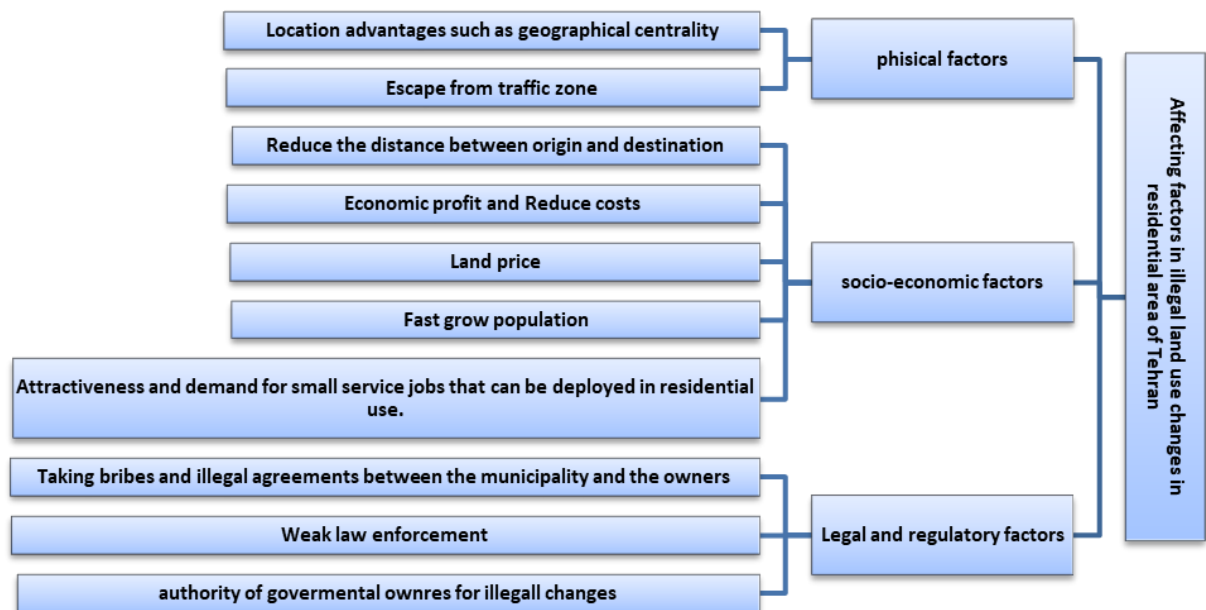 Location advantages such as geographical centrality
Escape from traffic zone
phisical factors
Reduce the distance between origin and destination
Economic profit and Reduce costs
Land price
Fast grow population
Attractiveness and demand for small service jobs that can be deployed in residential
use.
socio-economic factors
Taking bribes and illegal agreements between the municipality and the owners
Weak law enforcement
authority of govermental ownres for illegall changes
Legal and regulatory factors
Affecting factors in illegal land use changes in
residential area of Tehran